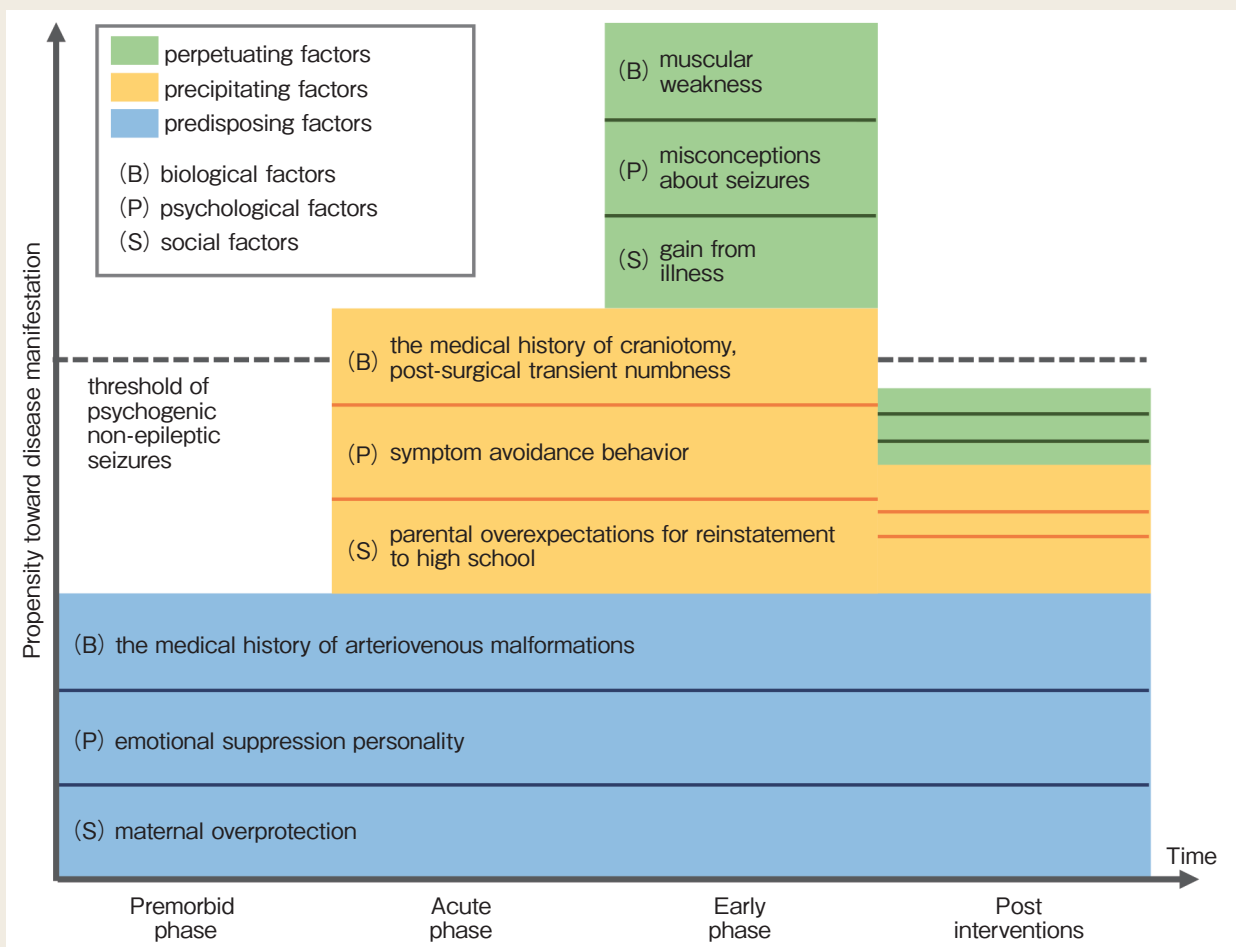 Propensity toward disease manifestation
perpetuating factors
precipitating factors
predisposing factors
(B) biological factors
(P) psychological factors
(S) social factors
threshold of
psychogenic
non-epileptic
seizures
(B) muscular
weakness
(P) misconceptions
about seizures
(S) gain from
illness
(B) the medical history of craniotomy,
post-surgical transient numbness
(P) symptom avoidance behavior
(S) parental overexpectations for reinstatement
to high school
(B) the medical history of arteriovenous malformations
(P) emotional suppression personality
(S) maternal overprotection
Time
Premorbid
phase
Acute
phase
Early
phase
Post
interventions